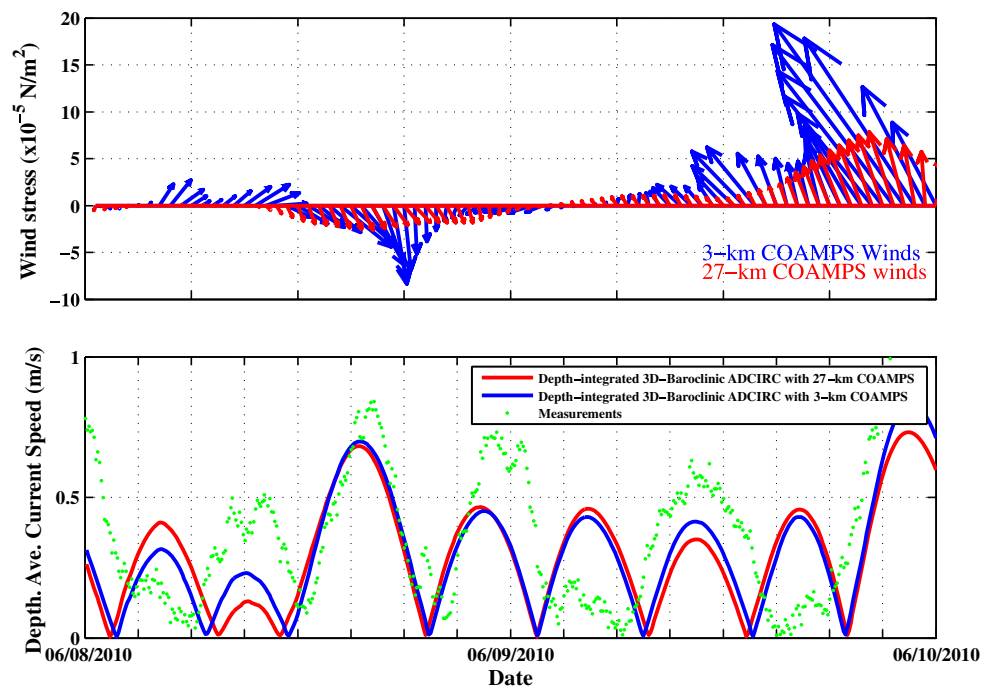 20
15
10
5
0
−5
−10
Wind stress (x10−5 N/m2)
3−km COAMPS Winds
27−km COAMPS winds
1
0.5
0
Depth. Ave. Current Speed (m/s)
Depth−integrated 3D−Baroclinic ADCIRC with 27−km COAMPS
Depth−integrated 3D−Baroclinic ADCIRC with 3−km COAMPS
Measurements
06/08/2010
06/09/2010
06/10/2010
Date